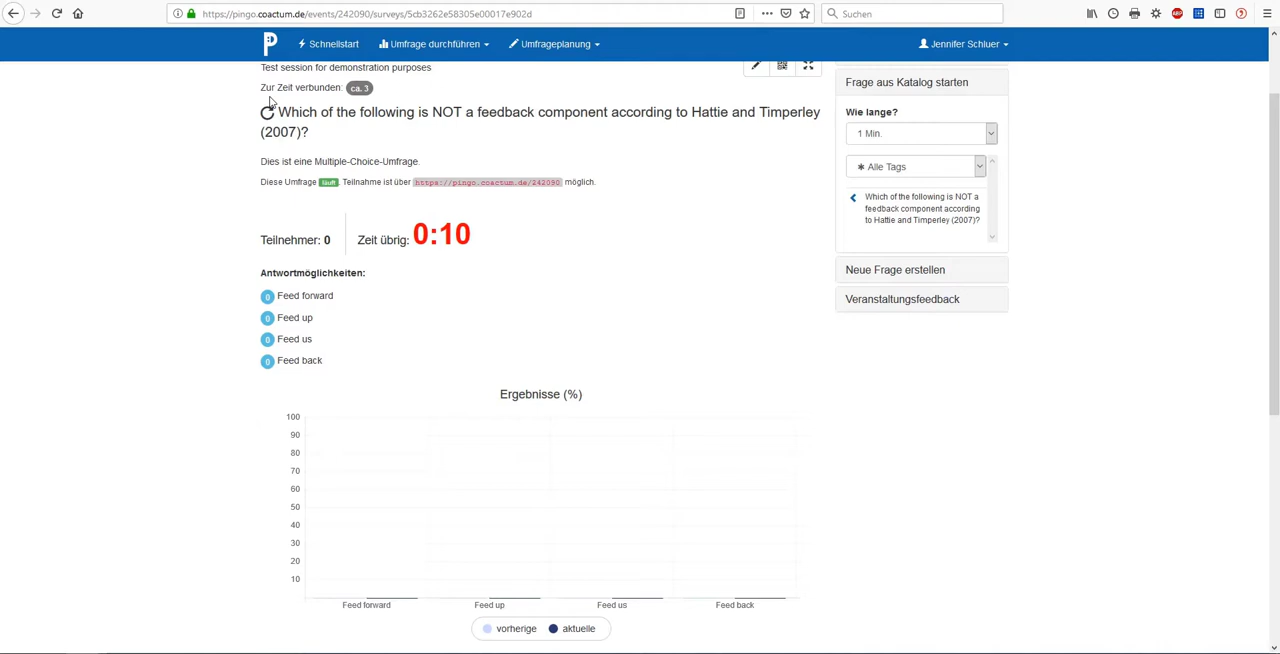 https://pingo.coactum.de/events/242090/surveys/5cb3262e58305e00017e902d
Suchen
Schnellstart
Umfrage durchführen
Umfrageplanung
Jennifer Schluer
Test session for demonstration purposes
Zur Zeit verbunden: ca. 3
Which of the following is NOT a feedback component according to Hattie and Timperley
(2007)?
Dies ist eine Multiple-Choice-Umfrage.
Diese Umfrage läuft. Teilnahme ist über https://pingo.coactum.de/242090 möglich.
Teilnehmer: 0
Zeit übrig: 0:10
Antwortmöglichkeiten:
0 Feed forward
0 Feed up
0 Feed us
0 Feed back
Ergebnisse (%)
100
90
80
70
60
50
40
30
20
10
Feed forward
Feed up
Feed us
Feed back
vorherige
aktuelle
Frage aus Katalog starten
Wie lange?
1 Min.
Alle Tags
Which of the following is NOT a
feedback component according
to Hattie and Timperley (2007)?
Neue Frage erstellen
Veranstaltungsfeedback